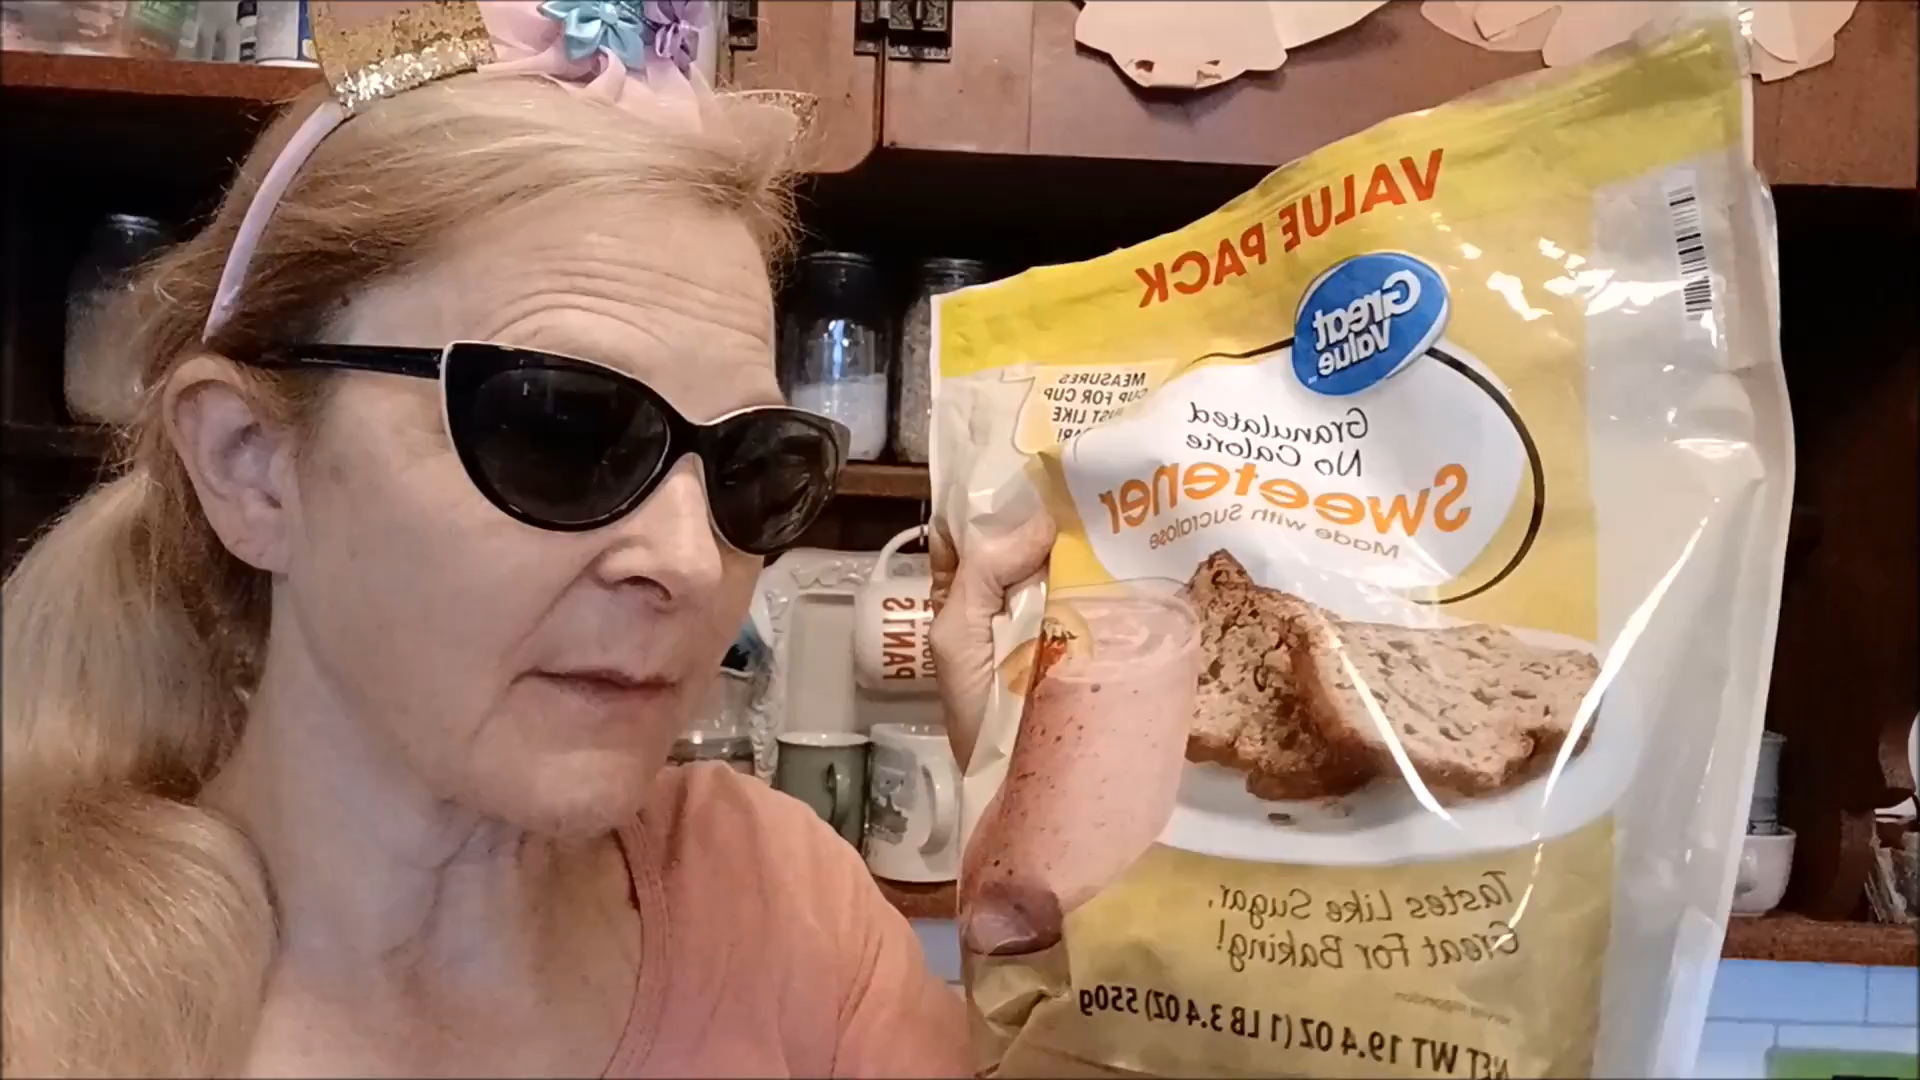 VALUE PACK
Great
Value
MEASURES
CUP FOR CUP
JUST LIKE
Granulated
No Calorie
Sweetener
Made with Sucralose
Tastes Like Sugar,
Great For Baking!
NET WT 19.4 OZ (1 LB 3.4 OZ) 550g
PANTS